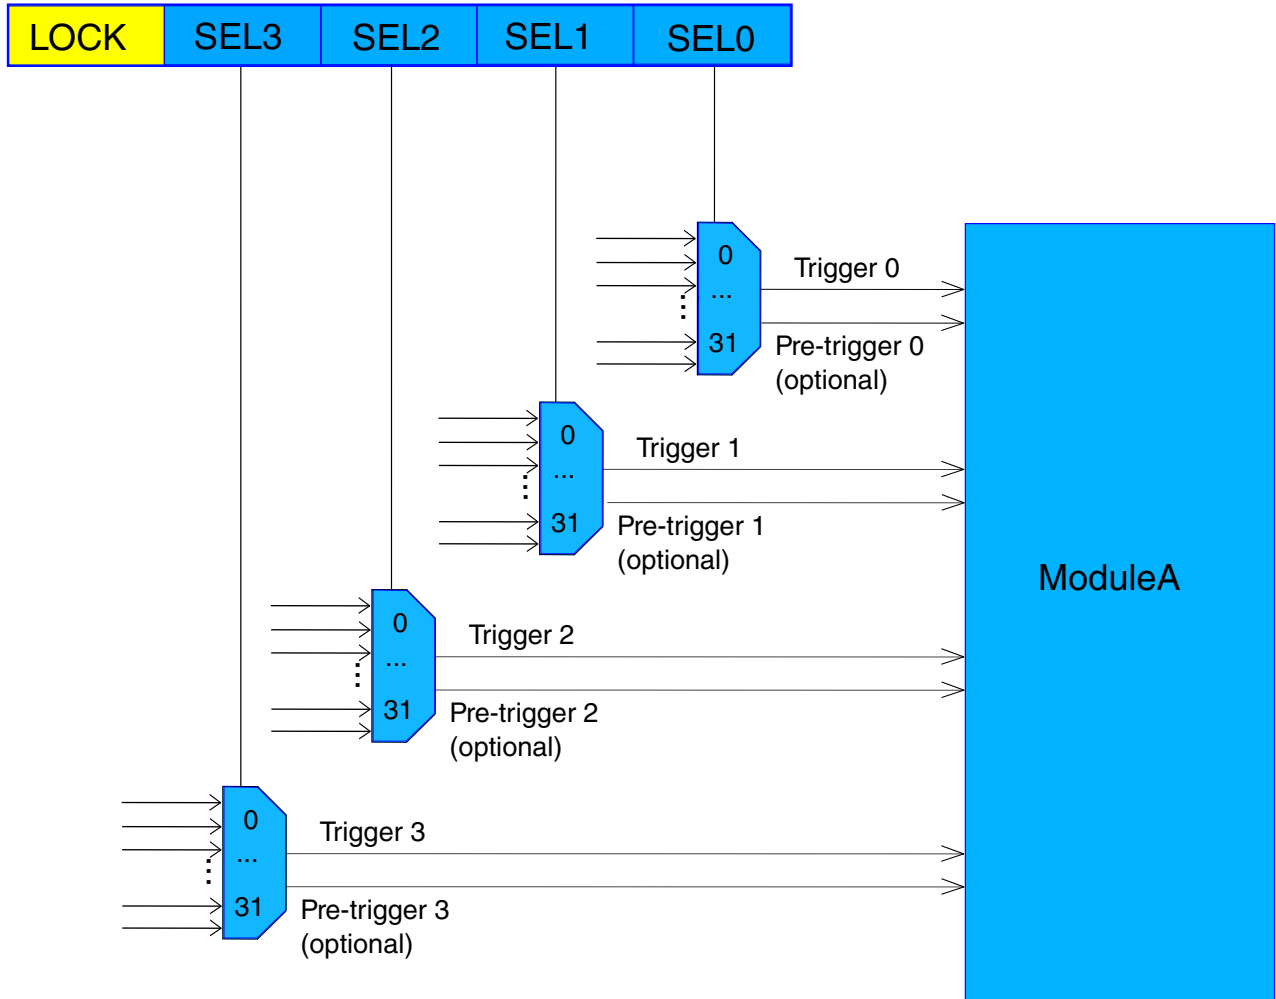 LOCK SEL3 SEL2 SEL1 SEL0
0
...
31
Trigger 0
Pre-trigger 0
(optional)
0
...
31
Trigger 1
Pre-trigger 1
(optional)
ModuleA
0
...
31
Trigger 2
Pre-trigger 2
(optional)
0
...
31
Trigger 3
Pre-trigger 3
(optional)